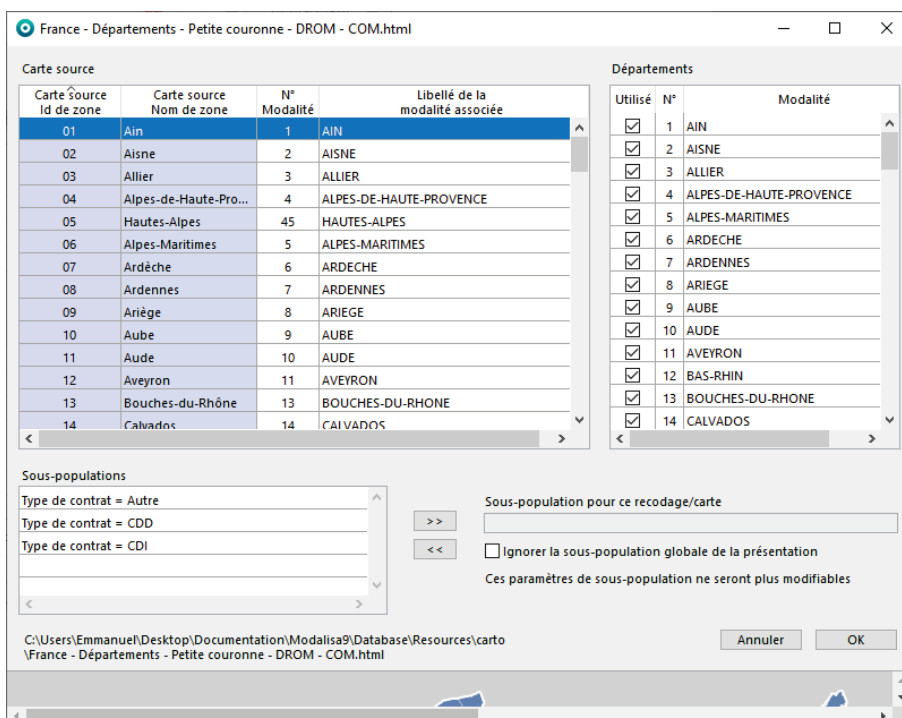 France - Départements - Petite couronne - DROM - COM.html
Carte source
Carte source Id de zone Carte source Nom de zone N° Modalité Libellé de la modalité associée
01 Ain 1 AIN
02 Aisne 2 AISNE
03 Allier 3 ALLIER
04 Alpes-de-Haute-Pro... 4 ALPES-DE-HAUTE-PROVENCE
05 Hautes-Alpes 45 HAUTES-ALPES
06 Alpes-Maritimes 5 ALPES-MARITIMES
07 Ardèche 6 ARDECHE
08 Ardennes 7 ARDENNES
09 Ariège 8 ARIEGE
10 Aube 9 AUBE
11 Aude 10 AUDE
12 Aveyron 11 AVEYRON
13 Bouches-du-Rhône 13 BOUCHES-DU-RHONE
14 Calvados 14 CALVADOS
Départements
Utilisé N° Modalité
1 AIN
2 AISNE
3 ALLIER
4 ALPES-DE-HAUTE-PROVENCE
5 ALPES-MARITIMES
6 ARDECHE
7 ARDENNES
8 ARIEGE
9 AUBE
10 AUDE
11 AVEYRON
12 BAS-RHIN
13 BOUCHES-DU-RHONE
14 CALVADOS
Sous-populations
Type de contrat = Autre
Type de contrat = CDD
Type de contrat = CDI
>>
<<
Sous-population pour ce recodage/carte
Ignorer la sous-population globale de la présentation
Ces paramètres de sous-population ne seront plus modifiables
C:\Users\Emmanuel\Desktop\Documentation\Modalisa9\Database\Resources\carto
\France - Départements - Petite couronne - DROM - COM.html
Annuler
OK